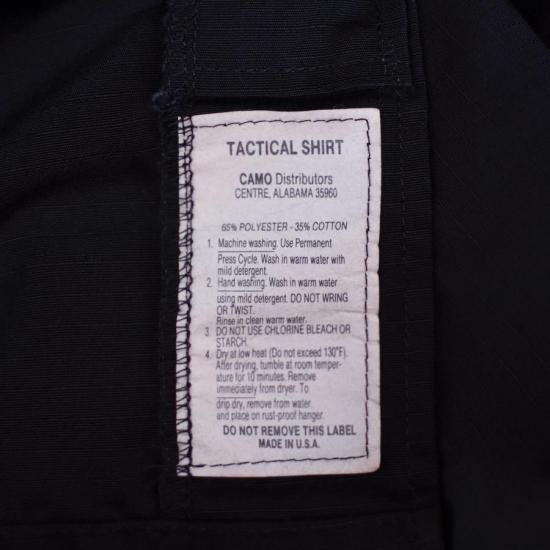 TACTICAL SHIRT
CAMO Distributors
CENTRE, ALABAMA 35960
65% POLYESTER - 35% COTTON
1. Machine washing. Use Permanent
Press Cycle. Wash in warm water with
mild detergent.
2. Hand washing. Wash in warm water
using mild detergent. DO NOT WRING
OR TWIST.
Rinse in clean warm water.
3. DO NOT USE CHLORINE BLEACH OR
STARCH.
4. Dry at low heat (Do not exceed 130°F).
After drying, tumble at room temper-
ature for 10 minutes. Remove
immediately from dryer. To
drip dry, remove from water
and place on rust-proof hanger.
DO NOT REMOVE THIS LABEL
MADE IN U.S.A.